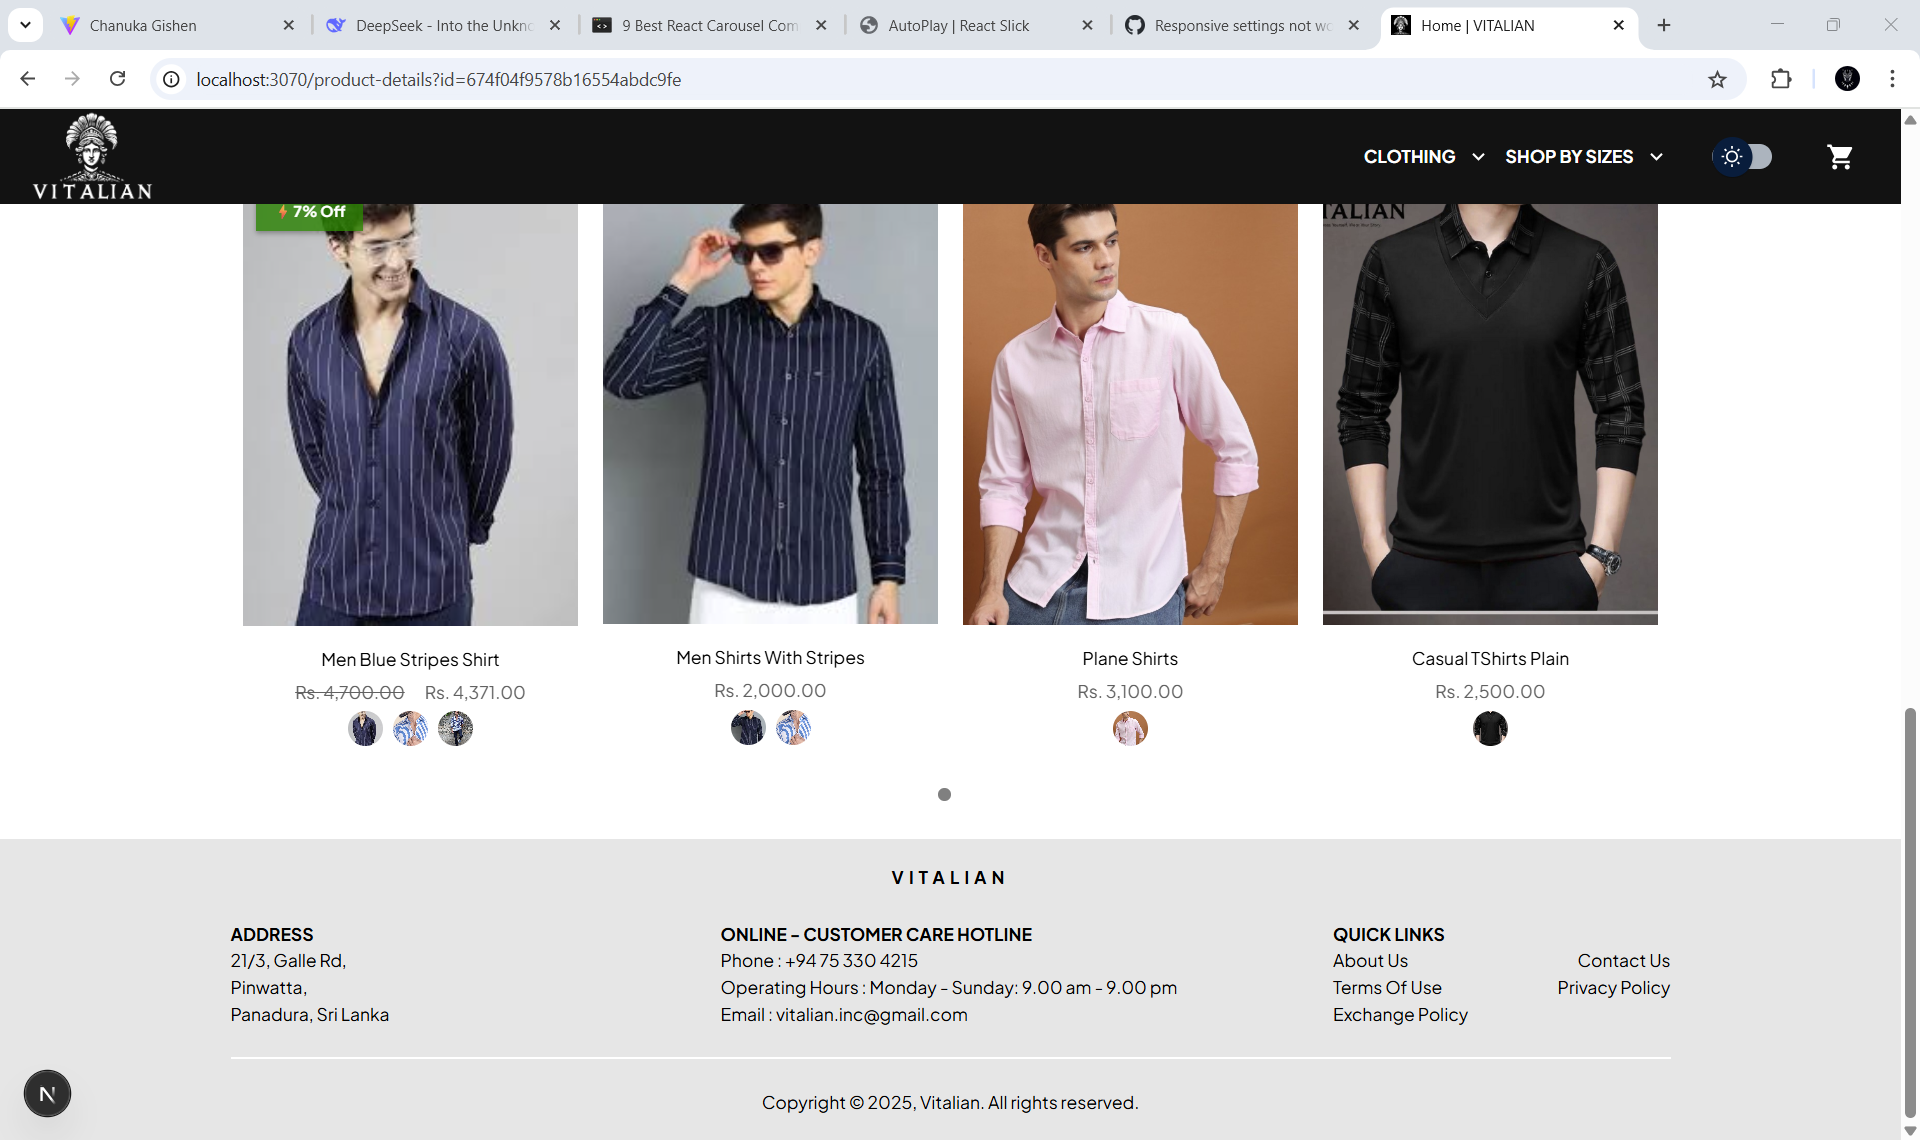 Chanuka Gishen
DeepSeek - Into the Unkno
9 Best React Carousel Com
AutoPlay | React Slick
Responsive settings not wo
Home | VITALIAN
localhost:3070/product-details?id=674f04f9578b16554abdc9fe
VITALIAN
CLOTHING
SHOP BY SIZES
7% Off
TALIAN
Men Blue Stripes Shirt
Rs. 4,700.00 Rs. 4,371.00
Men Shirts With Stripes
Rs. 2,000.00
Plane Shirts
Rs. 3,100.00
Casual TShirts Plain
Rs. 2,500.00
VITALIAN
ADDRESS
21/3, Galle Rd,
Pinwatta,
Panadura, Sri Lanka
ONLINE - CUSTOMER CARE HOTLINE
Phone : +94 75 330 4215
Operating Hours : Monday - Sunday: 9.00 am - 9.00 pm
Email : vitalian.inc@gmail.com
QUICK LINKS
About Us
Contact Us
Terms Of Use
Privacy Policy
Exchange Policy
N
Copyright © 2025, Vitalian. All rights reserved.